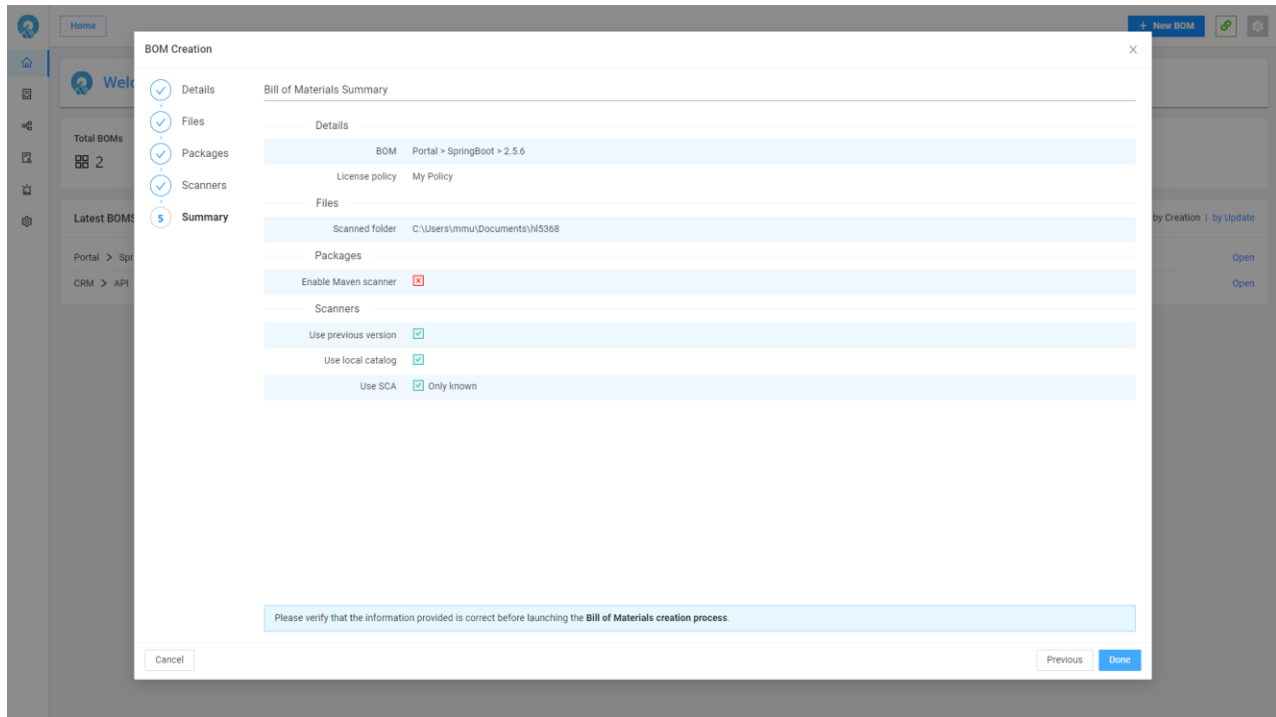 Home
+ New BOM
BOM Creation
X
Details
Files
Packages
Scanners
5 Summary
Bill of Materials Summary
Details
BOM Portal > SpringBoot > 2.5.6
License policy My Policy
Files
Scanned folder C:\Users\mmu\Documents\hl5368
Packages
Enable Maven scanner
Scanners
Use previous version
Use local catalog
Use SCA Only known
Please verify that the information provided is correct before launching the Bill of Materials creation process.
Cancel
Previous
Done
Welc
Total BOMs
2
Latest BOMS
by Creation | by Update
Portal > Spr
Open
CRM > API
Open